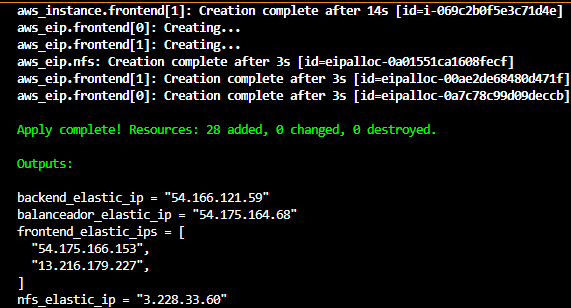 aws_instance.frontend[1]: Creation complete after 14s [id=i-069c2b0f5e3c71d4e]
aws_eip.frontend[0]: Creating...
aws_eip.frontend[1]: Creating...
aws_eip.nfs: Creation complete after 3s [id=eipalloc-0a01551ca1608fecf]
aws_eip.frontend[1]: Creation complete after 3s [id=eipalloc-00ae2de68480d471f]
aws_eip.frontend[0]: Creation complete after 3s [id=eipalloc-0a7c78c99d09deccb]
Apply complete! Resources: 28 added, 0 changed, 0 destroyed.
Outputs:
backend_elastic_ip = "54.166.121.59"
balanceador_elastic_ip = "54.175.164.68"
frontend_elastic_ips = [
  "54.175.166.153",
  "13.216.179.227",
]
nfs_elastic_ip = "3.228.33.60"